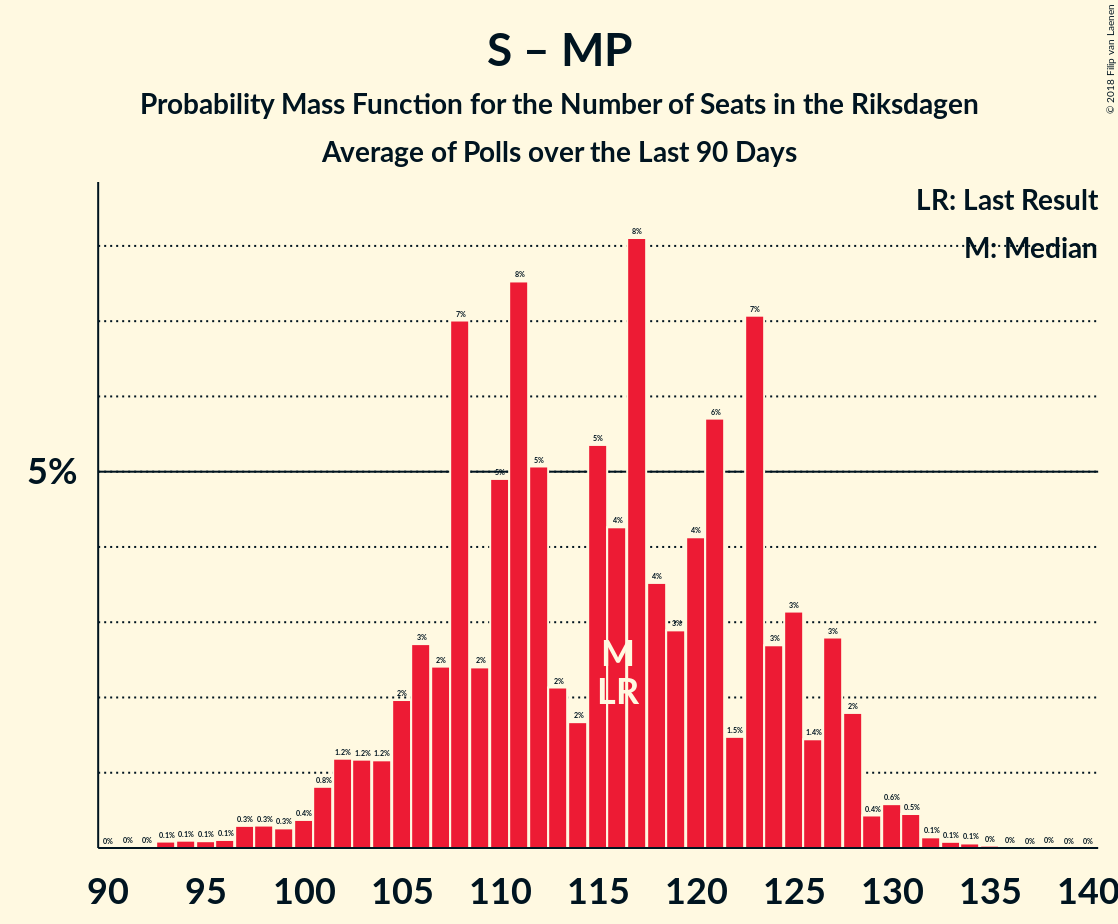 S – MP
Probability Mass Function for the Number of Seats in the Riksdagen
Average of Polls over the Last 90 Days
© 2018 Filip van Laenen
LR: Last Result
M: Median
5%
0% 0% 0% 0.1% 0.1% 0.1% 0.1% 0.3% 0.3% 0.3% 0.4% 0.8% 1.2% 1.2% 1.2% 2% 3% 2% 7% 2% 5% 8% 5% 2% 2% 5% 4% 8% 4% 3% 4% 6% 1.5% 7% 3% 3% 1.4% 3% 2% 0.4% 0.6% 0.5% 0.1% 0.1% 0.1% 0% 0% 0% 0% 0% 0%
M
LR
90 95 100 105 110 115 120 125 130 135 140